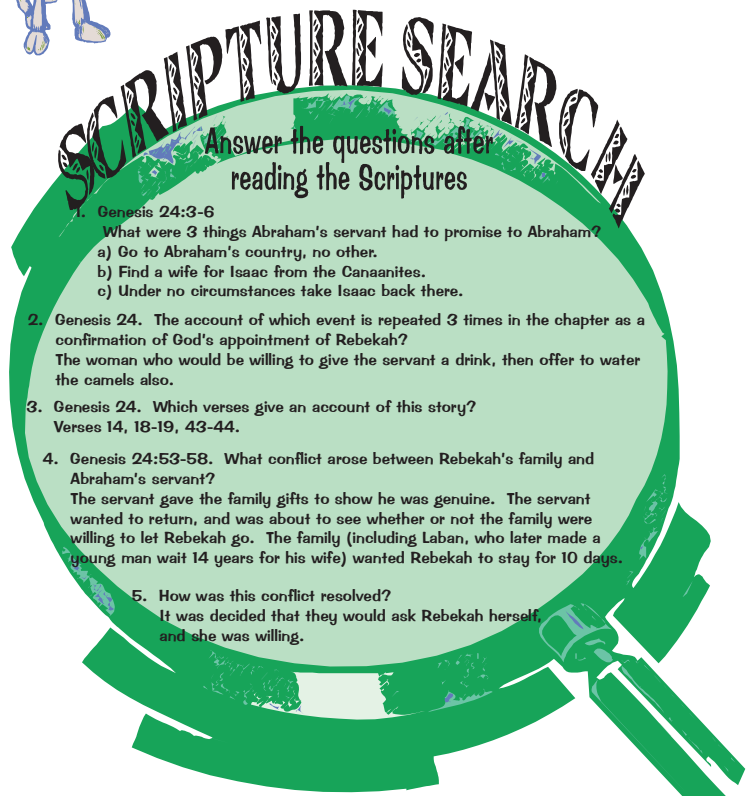 SCRIPTURE SEARCH
Answer the questions after
reading the Scriptures
1. Genesis 24:3-6
What were 3 things Abraham's servant had to promise to Abraham?
a) Go to Abraham's country, no other.
b) Find a wife for Isaac from the Canaanites.
c) Under no circumstances take Isaac back there.
2. Genesis 24. The account of which event is repeated 3 times in the chapter as a
confirmation of God's appointment of Rebekah?
The woman who would be willing to give the servant a drink, then offer to water
the camels also.
3. Genesis 24. Which verses give an account of this story?
Verses 14, 18-19, 43-44.
4. Genesis 24:53-58. What conflict arose between Rebekah's family and
Abraham's servant?
The servant gave the family gifts to show he was genuine. The servant
wanted to return, and was about to see whether or not the family were
willing to let Rebekah go. The family (including Laban, who later made a
young man wait 14 years for his wife) wanted Rebekah to stay for 10 days.
5. How was this conflict resolved?
It was decided that they would ask Rebekah herself,
and she was willing.